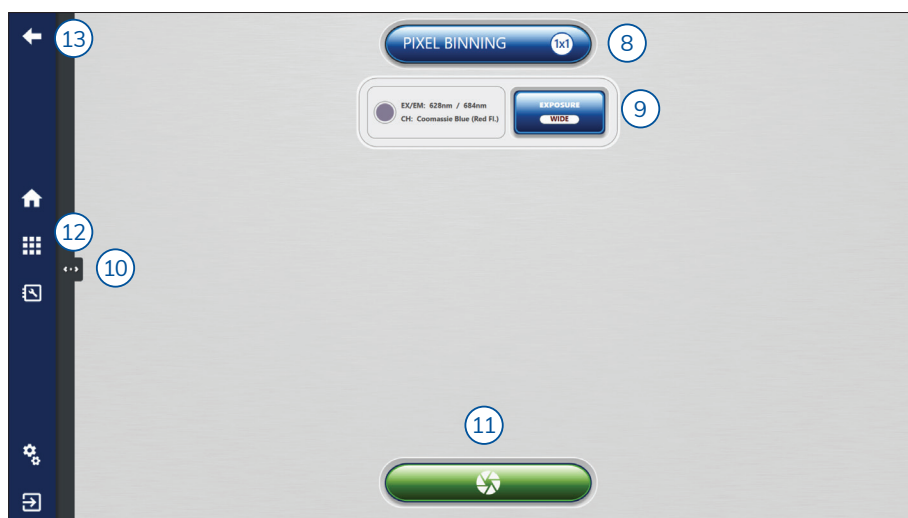 13
PIXEL BINNING 1x1
8
EX/EM: 628nm / 684nm
CH: Coomassie Blue (Red Fl.)
EXPOSURE
WIDE
9
12
10
11